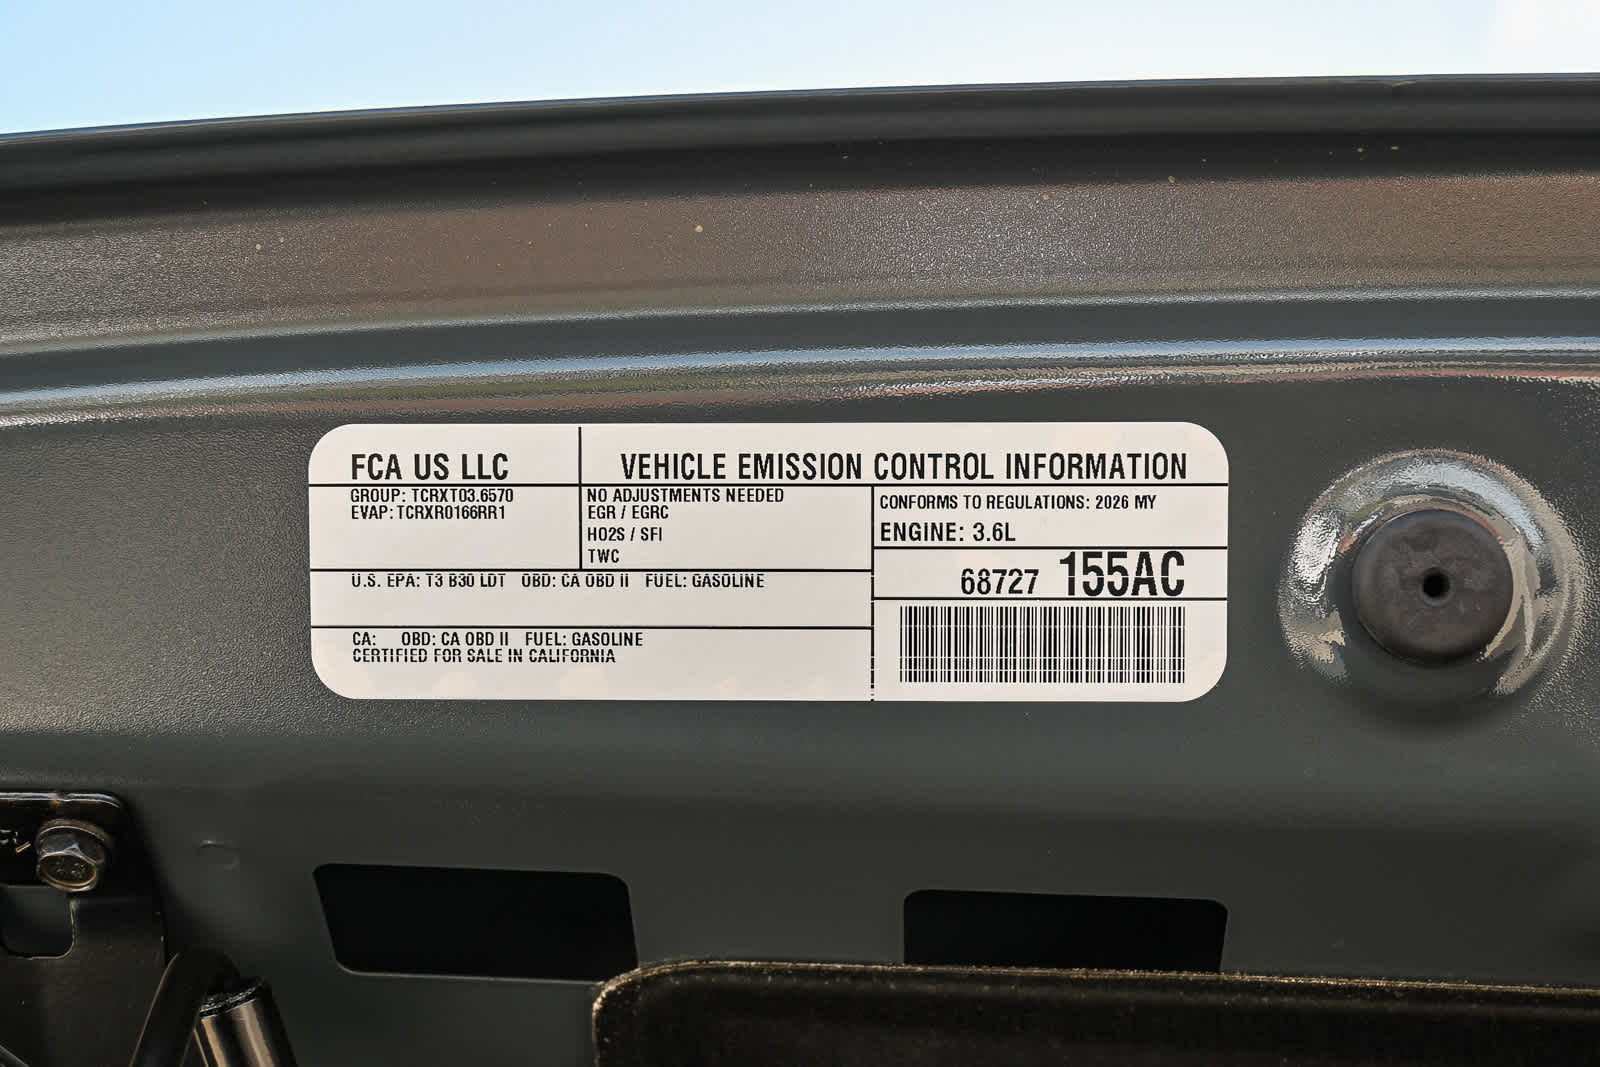 FCA US LLC
VEHICLE EMISSION CONTROL INFORMATION
GROUP: TCRXT03.6570
EVAP: TCRXR0166RR1
NO ADJUSTMENTS NEEDED
EGR / EGRC
HO2S / SFI
TWC
CONFORMS TO REGULATIONS: 2026 MY
ENGINE: 3.6L
68727 155AC
U.S. EPA: T3 B30 LDT OBD: CA OBD II FUEL: GASOLINE
CA: OBD: CA OBD II FUEL: GASOLINE
CERTIFIED FOR SALE IN CALIFORNIA